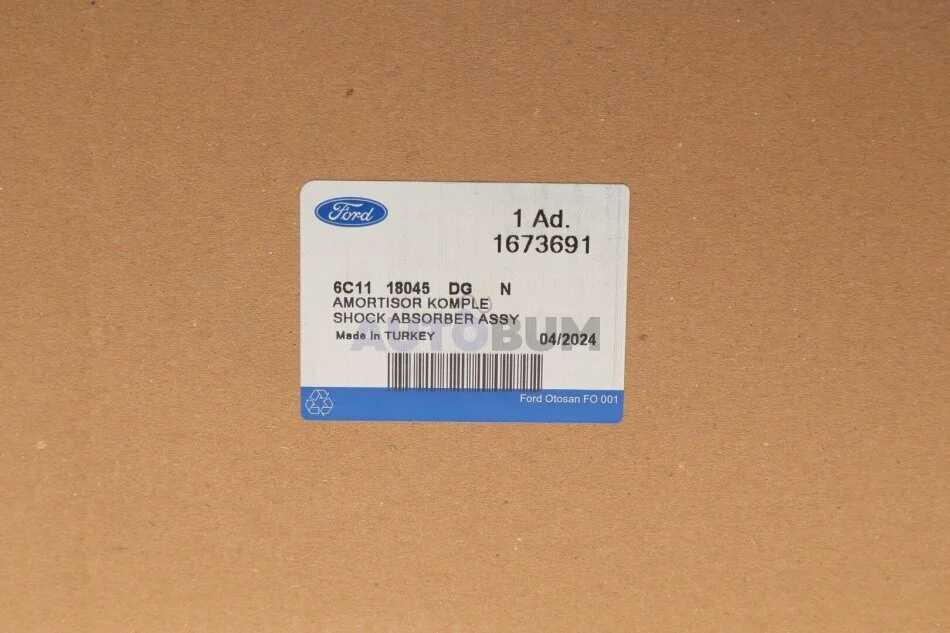 Ford
1 Ad.
1673691
6C11 18045 DG N
AMORTISOR KOMPLE
SHOCK ABSORBER ASSY
AUTOBUM
Made In TURKEY
04/2024
Ford Otosan FO 001